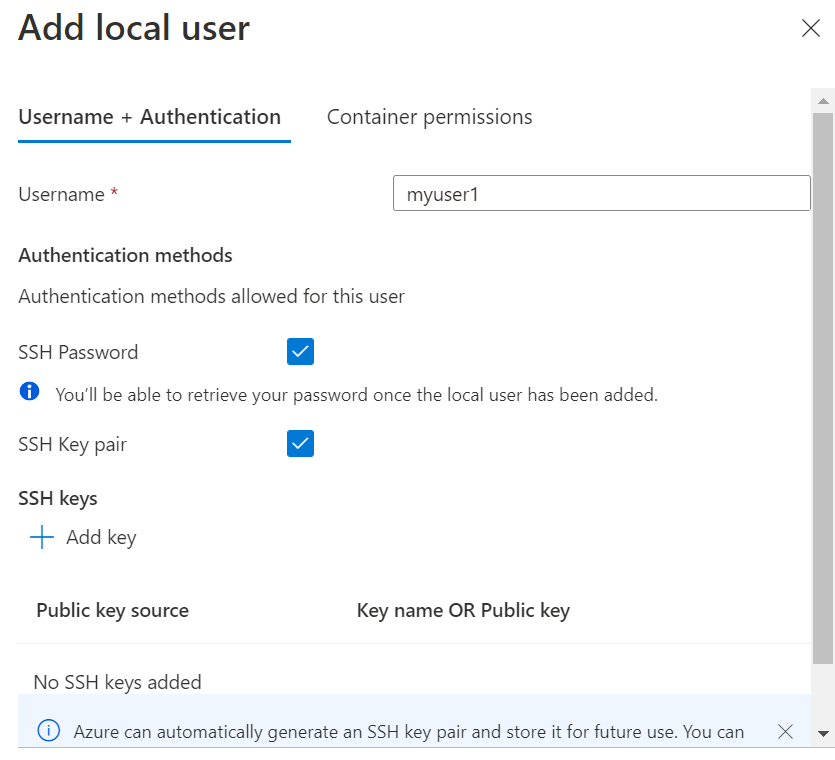 Add local user
Username + Authentication Container permissions
Username * myuser1
Authentication methods
Authentication methods allowed for this user
SSH Password
You’ll be able to retrieve your password once the local user has been added.
SSH Key pair
SSH keys
Add key
Public key source Key name OR Public key
No SSH keys added
Azure can automatically generate an SSH key pair and store it for future use. You can